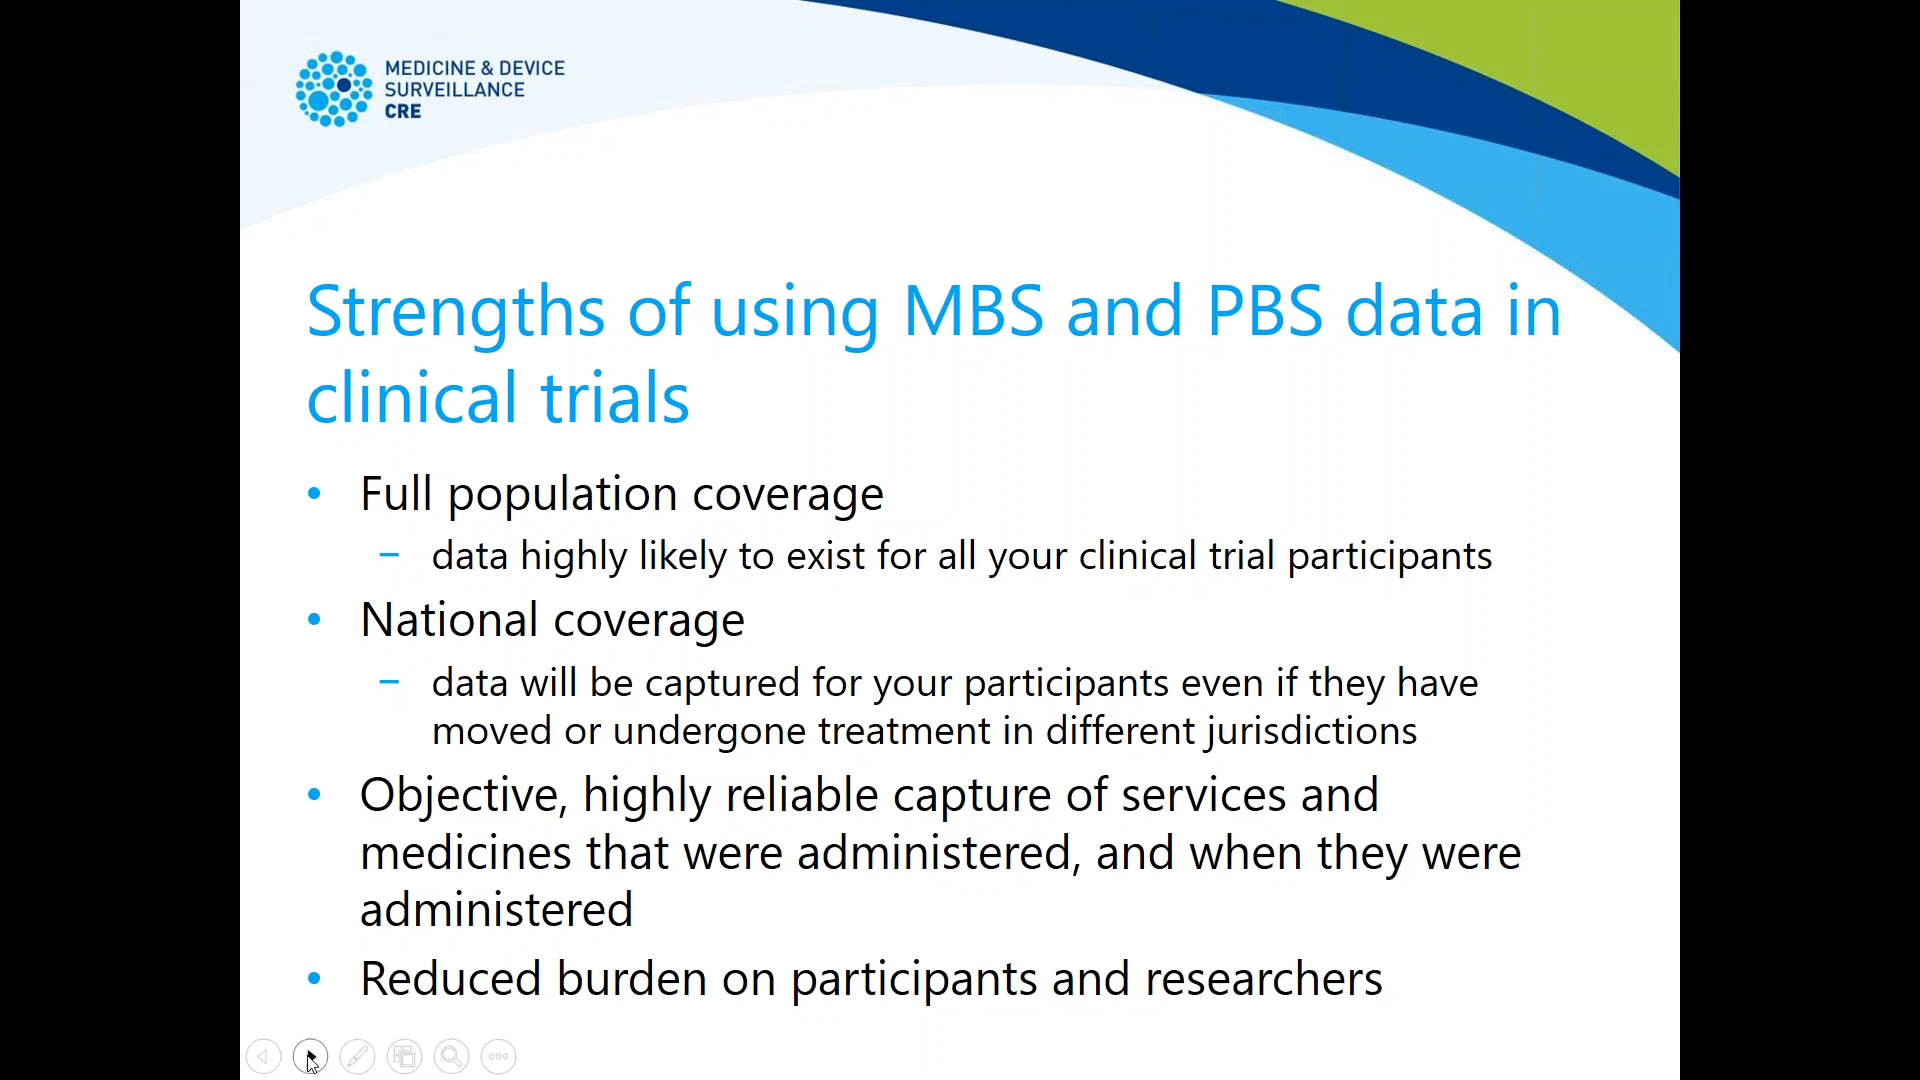 MEDICINE & DEVICE
SURVEILLANCE
CRE
Strengths of using MBS and PBS data in
clinical trials
• Full population coverage
– data highly likely to exist for all your clinical trial participants
• National coverage
– data will be captured for your participants even if they have
moved or undergone treatment in different jurisdictions
• Objective, highly reliable capture of services and
medicines that were administered, and when they were
administered
• Reduced burden on participants and researchers